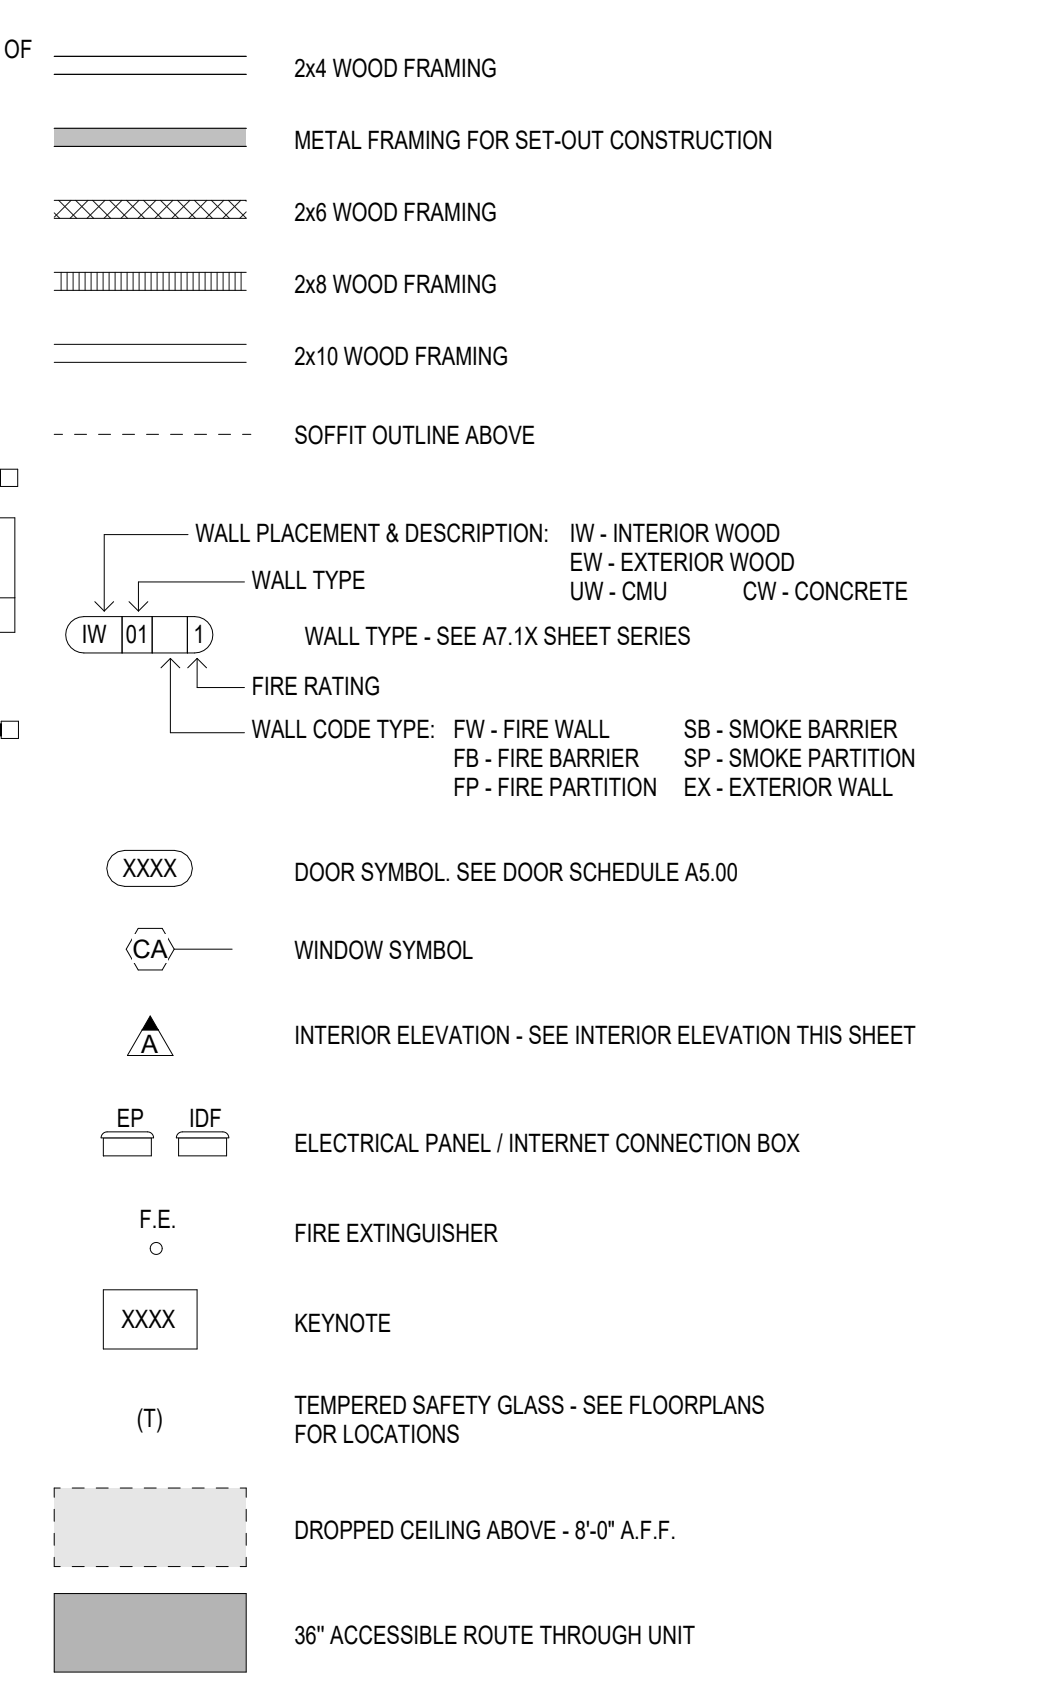 OF
2x4 WOOD FRAMING
METAL FRAMING FOR SET-OUT CONSTRUCTION
2x6 WOOD FRAMING
2x8 WOOD FRAMING
2x10 WOOD FRAMING
SOFFIT OUTLINE ABOVE
WALL PLACEMENT & DESCRIPTION: IW - INTERIOR WOOD
EW - EXTERIOR WOOD
WALL TYPE
UW - CMU CW - CONCRETE
IW 01 1 WALL TYPE - SEE A7.1X SHEET SERIES
FIRE RATING
WALL CODE TYPE: FW - FIRE WALL SB - SMOKE BARRIER
FB - FIRE BARRIER SP - SMOKE PARTITION
FP - FIRE PARTITION EX - EXTERIOR WALL
XXXX DOOR SYMBOL. SEE DOOR SCHEDULE A5.00
CA WINDOW SYMBOL
A INTERIOR ELEVATION - SEE INTERIOR ELEVATION THIS SHEET
EP IDF
ELECTRICAL PANEL / INTERNET CONNECTION BOX
F.E.
FIRE EXTINGUISHER
XXXX KEYNOTE
(T) TEMPERED SAFETY GLASS - SEE FLOORPLANS
FOR LOCATIONS
DROPPED CEILING ABOVE - 8'-0" A.F.F.
36" ACCESSIBLE ROUTE THROUGH UNIT